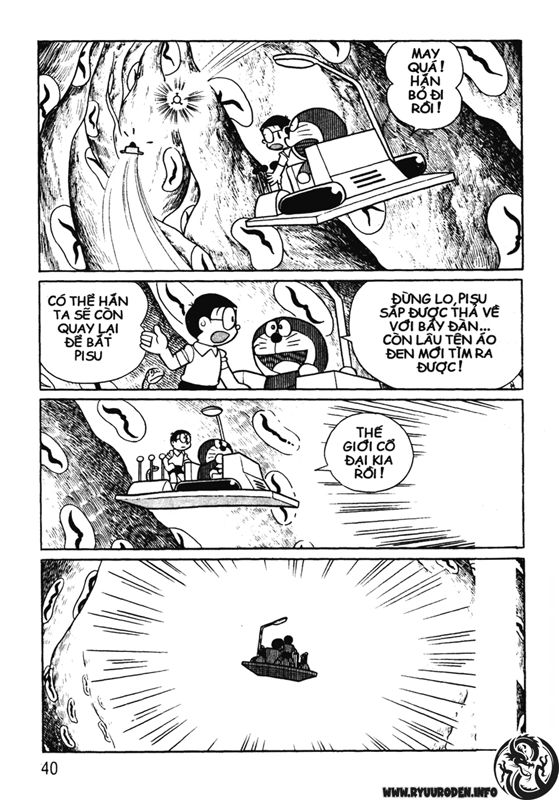 MAY
QUÁ!
HẮN
BỎ ĐI
RỒI!
CÓ THỂ HẮN
TA SẼ CÒN
QUAY LẠI
ĐỂ BẮT
PISU
ĐỪNG LO, PISU
SẮP ĐƯỢC THẢ VỀ
VỚI BẦY ĐÀN...
CÒN LÂU TÊN ÁO
ĐEN MỚI TÌM RA
ĐƯỢC!
THẾ
GIỚI CỔ
ĐẠI KIA
RỒI!
40
WWW.RYUURODEN.INFO